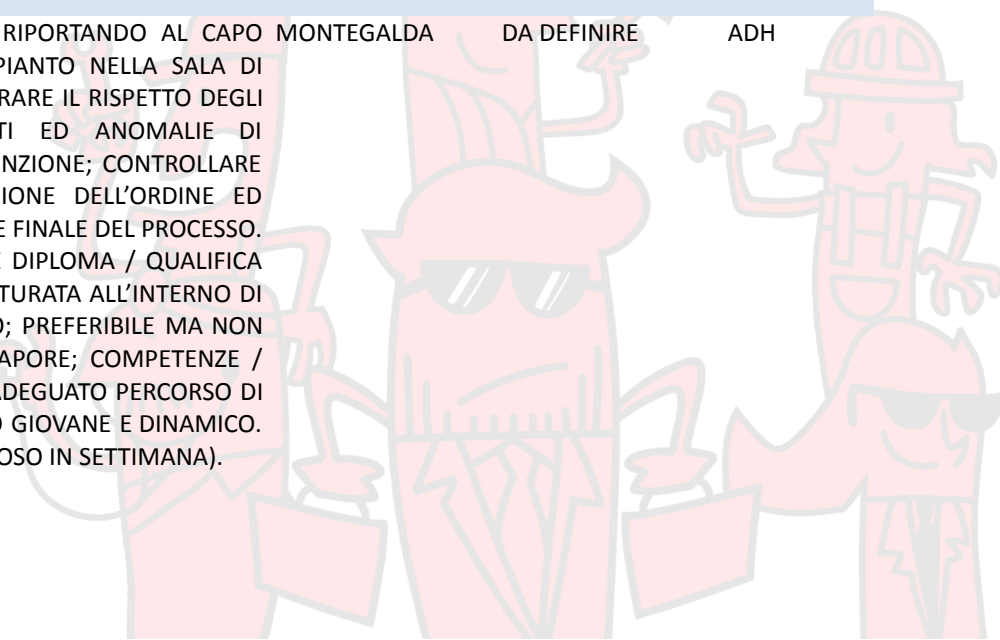 RIPORTANDO AL CAPO MONTEGALDA DA DEFINIRE ADH
PIANTO NELLA SALA DI
RARE IL RISPETTO DEGLI
TI ED ANOMALIE DI
NZIONE; CONTROLLARE
IONE DELL'ORDINE ED
E FINALE DEL PROCESSO.
E DIPLOMA / QUALIFICA
TURATA ALL'INTERNO DI
O; PREFERIBILE MA NON
APORE; COMPETENZE /
ADEGUATO PERCORSO DI
O GIOVANE E DINAMICO.
OSO IN SETTIMANA).